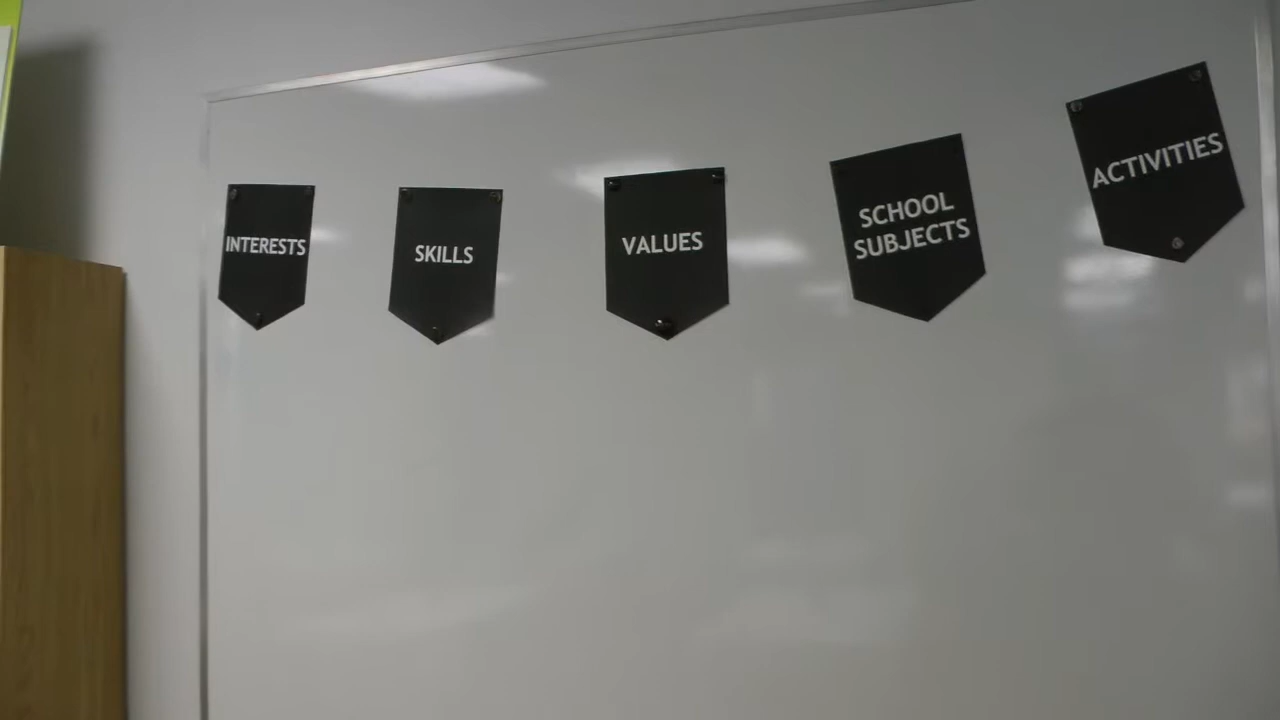 INTERESTS
SKILLS
VALUES
SCHOOL
SUBJECTS
ACTIVITIES